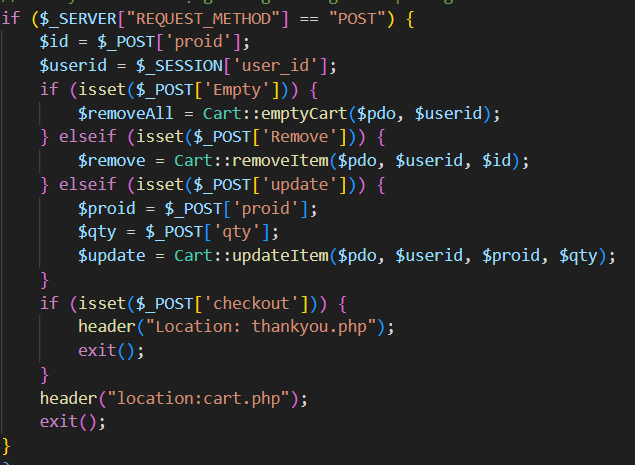 if ($_SERVER["REQUEST_METHOD"] == "POST") {
$id = $_POST['proid'];
$userid = $_SESSION['user_id'];
if (isset($_POST['Empty'])) {
$removeAll = Cart::emptyCart($pdo, $userid);
} elseif (isset($_POST['Remove'])) {
$remove = Cart::removeItem($pdo, $userid, $id);
} elseif (isset($_POST['update'])) {
$proid = $_POST['proid'];
$qty = $_POST['qty'];
$update = Cart::updateItem($pdo, $userid, $proid, $qty);
}
if (isset($_POST['checkout'])) {
header("Location: thankyou.php");
exit();
}
header("location:cart.php");
exit();
}